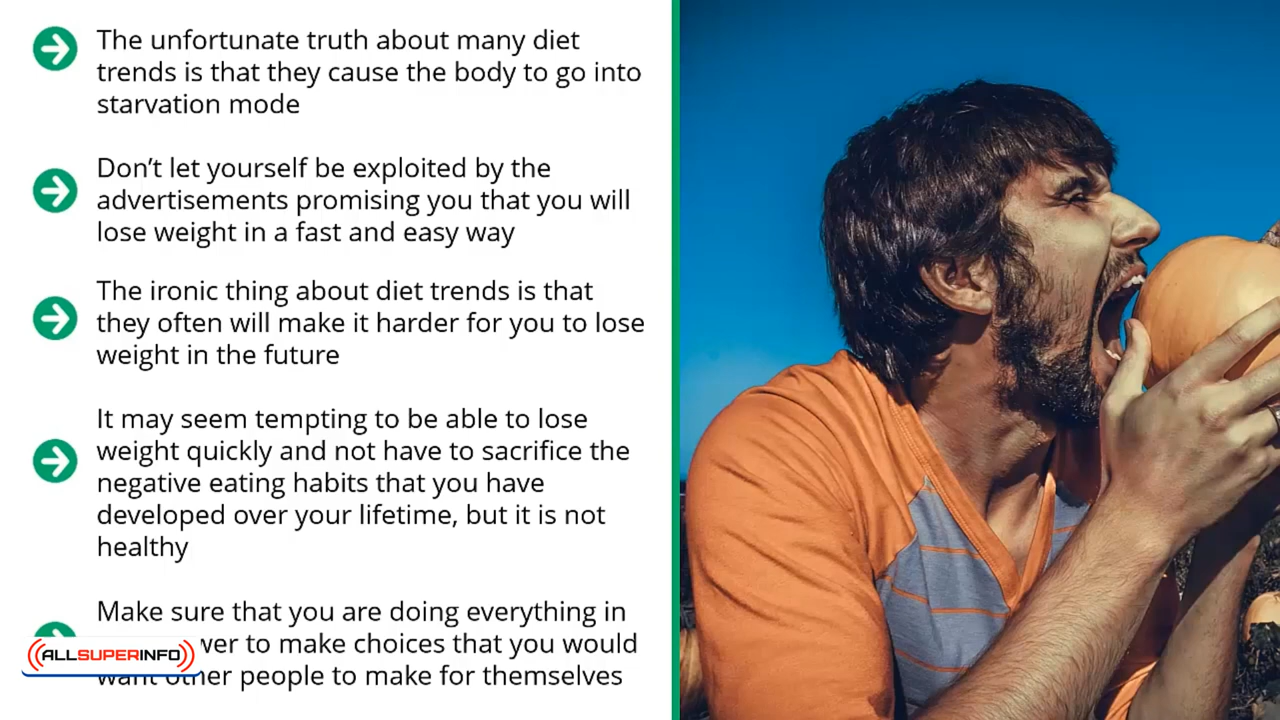 The unfortunate truth about many diet
trends is that they cause the body to go into
starvation mode
Don’t let yourself be exploited by the
advertisements promising you that you will
lose weight in a fast and easy way
The ironic thing about diet trends is that
they often will make it harder for you to lose
weight in the future
It may seem tempting to be able to lose
weight quickly and not have to sacrifice the
negative eating habits that you have
developed over your lifetime, but it is not
healthy
Make sure that you are doing everything in
to make choices that you would
want other people to make for themselves
ALLSUPERINFO